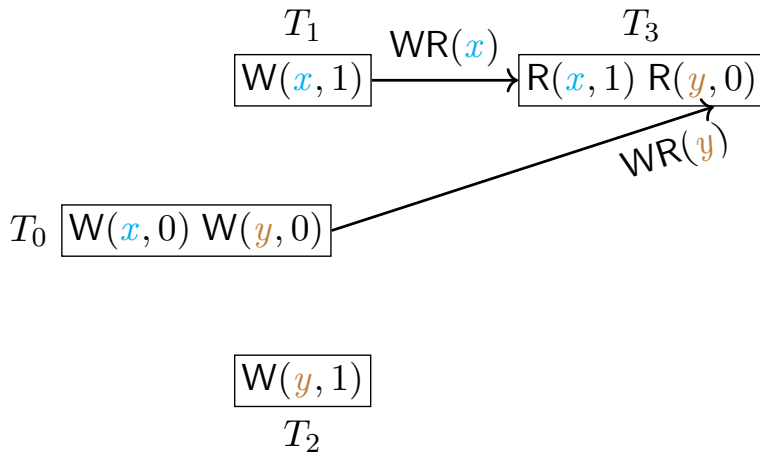 T₁
T₃
WR(x)
W(x, 1)
R(x, 1) R(y, 0)
WR(y)
T₀
W(x, 0) W(y, 0)
W(y, 1)
T₂